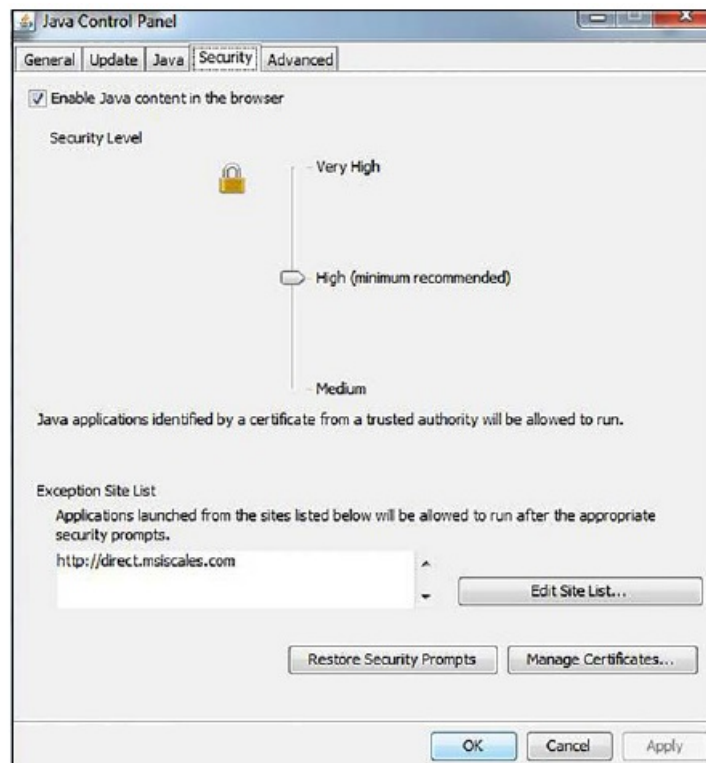 Java Control Panel
General Update Java Security Advanced
Enable Java content in the browser
Security Level
Very High
High (minimum recommended)
Medium
Java applications identified by a certificate from a trusted authority will be allowed to run.
Exception Site List
Applications launched from the sites listed below will be allowed to run after the appropriate
security prompts.
http://direct.msiscales.com
Edit Site List...
Restore Security Prompts Manage Certificates...
OK Cancel Apply